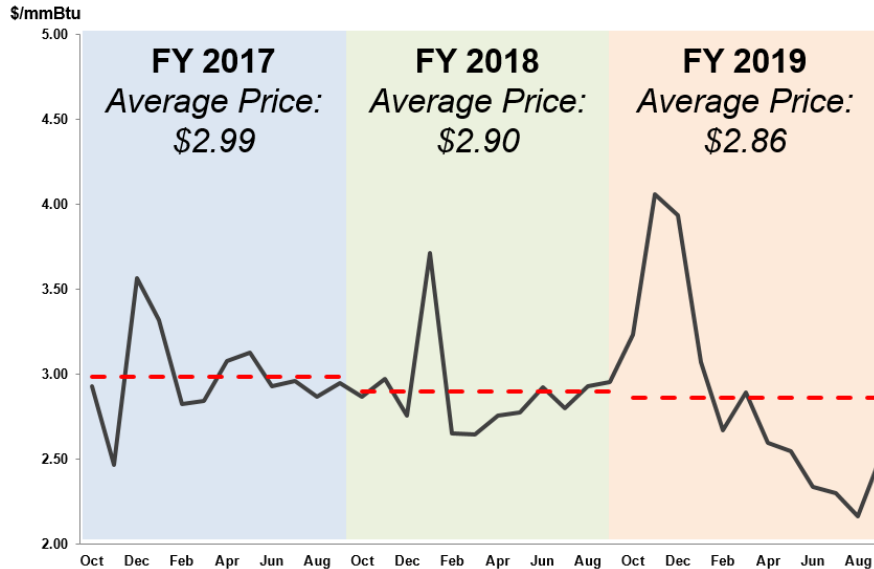 $/mmBtu
5.00
4.50
4.00
3.50
3.00
2.50
2.00
FY 2017
Average Price:
$2.99
FY 2018
Average Price:
$2.90
FY 2019
Average Price:
$2.86
Oct Dec Feb Apr Jun Aug Oct Dec Feb Apr Jun Aug Oct Dec Feb Apr Jun Aug